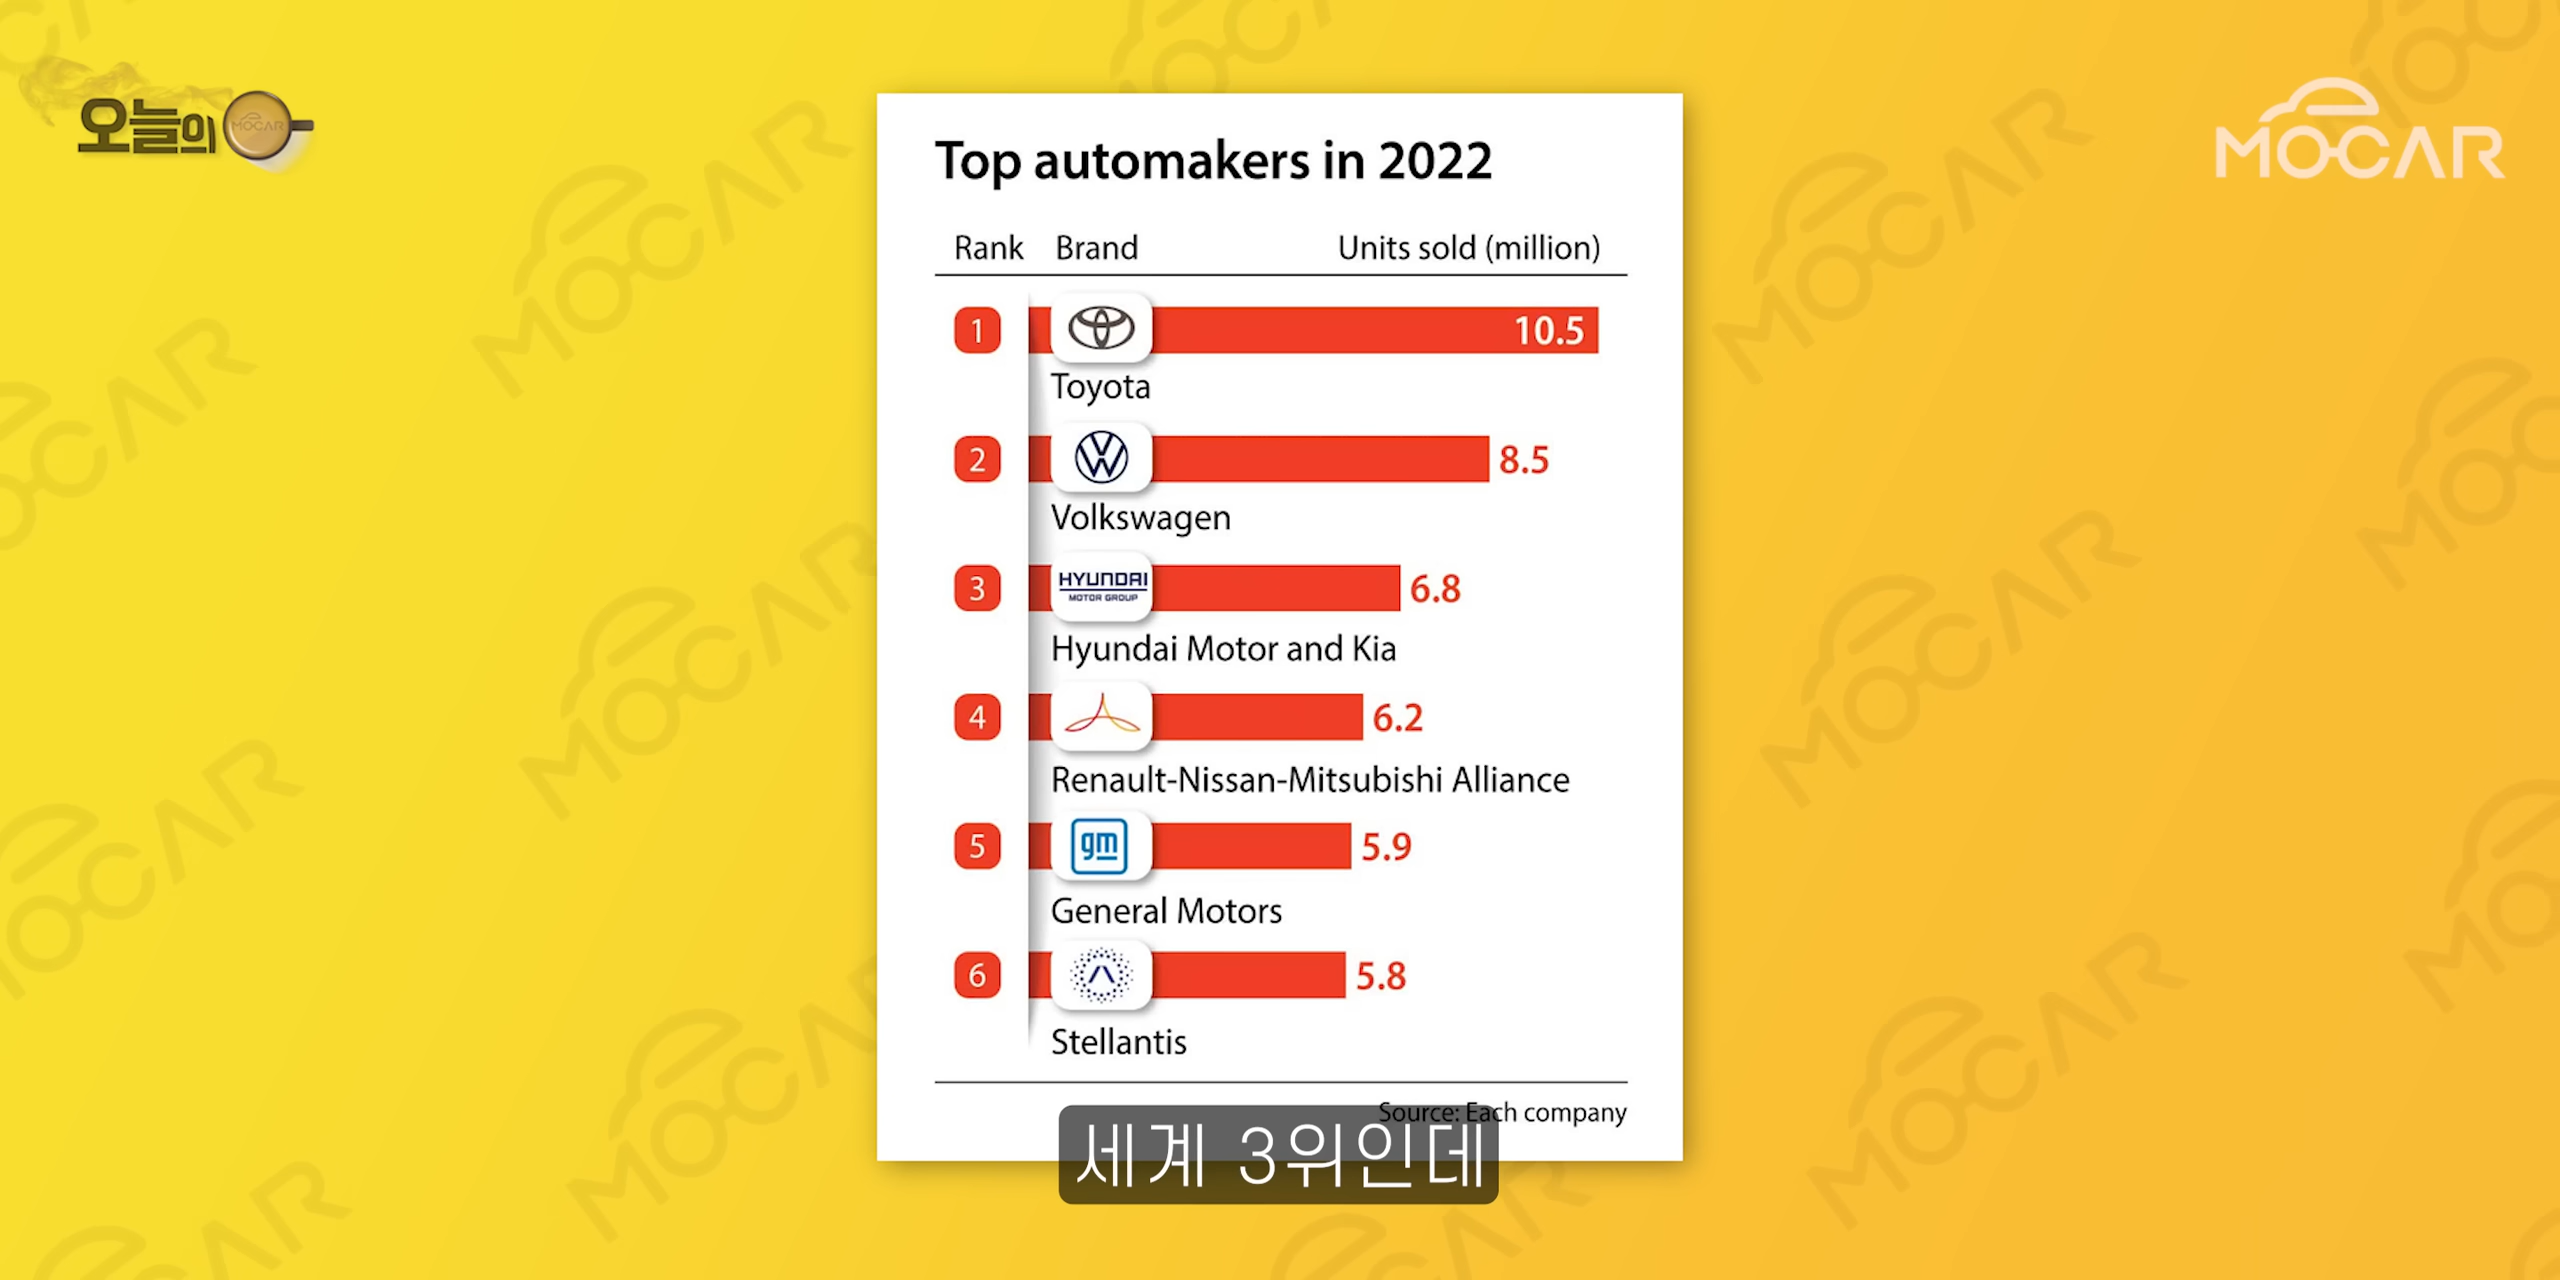 오늘의
MOCAR
MOCAR
Top automakers in 2022
Rank Brand Units sold (million)
1 10.5
Toyota
2 8.5
Volkswagen
3 HYUNDAI MOTOR GROUP 6.8
Hyundai Motor and Kia
4 6.2
Renault-Nissan-Mitsubishi Alliance
5 gm 5.9
General Motors
6 5.8
Stellantis
Source: Each company
세계 3위인데